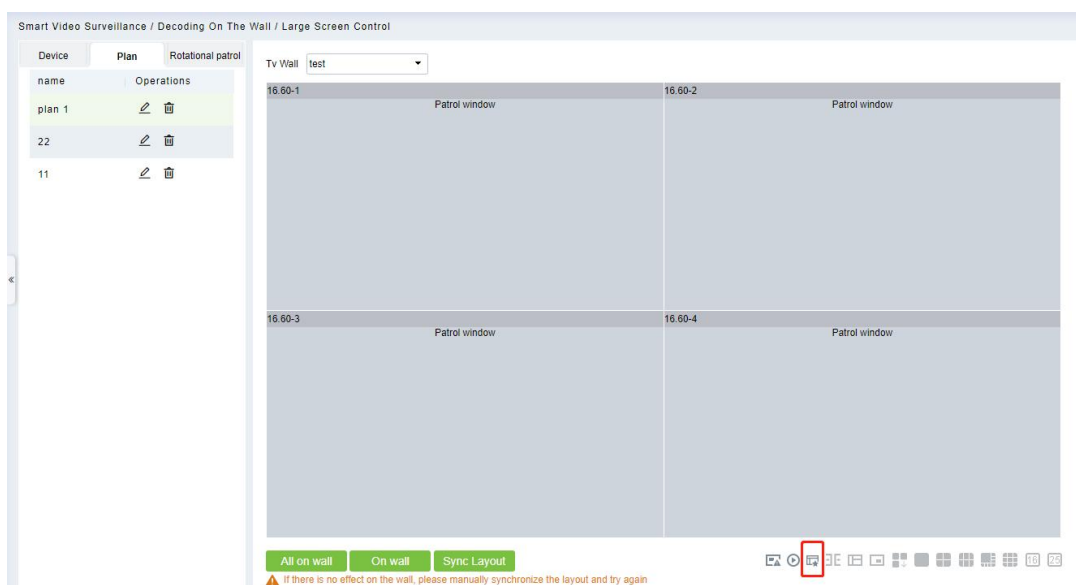 Smart Video Surveillance / Decoding On The Wall / Large Screen Control
Device Plan Rotational patrol
name Operations
plan 1
22
11
Tv Wall test
16.60-1
Patrol window
16.60-2
Patrol window
16.60-3
Patrol window
16.60-4
Patrol window
All on wall On wall Sync Layout
16 25
If there is no effect on the wall, please manually synchronize the layout and try again